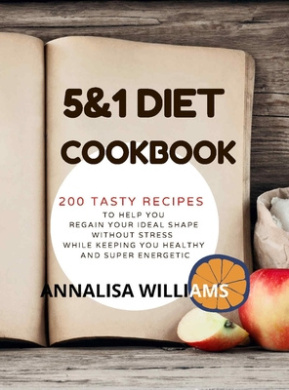 5&1 DIET
COOKBOOK
200 TASTY RECIPES
TO HELP YOU
REGAIN YOUR IDEAL SHAPE
WITHOUT STRESS
WHILE KEEPING YOU HEALTHY
AND SUPER ENERGETIC
ANNALISA WILLIAMS